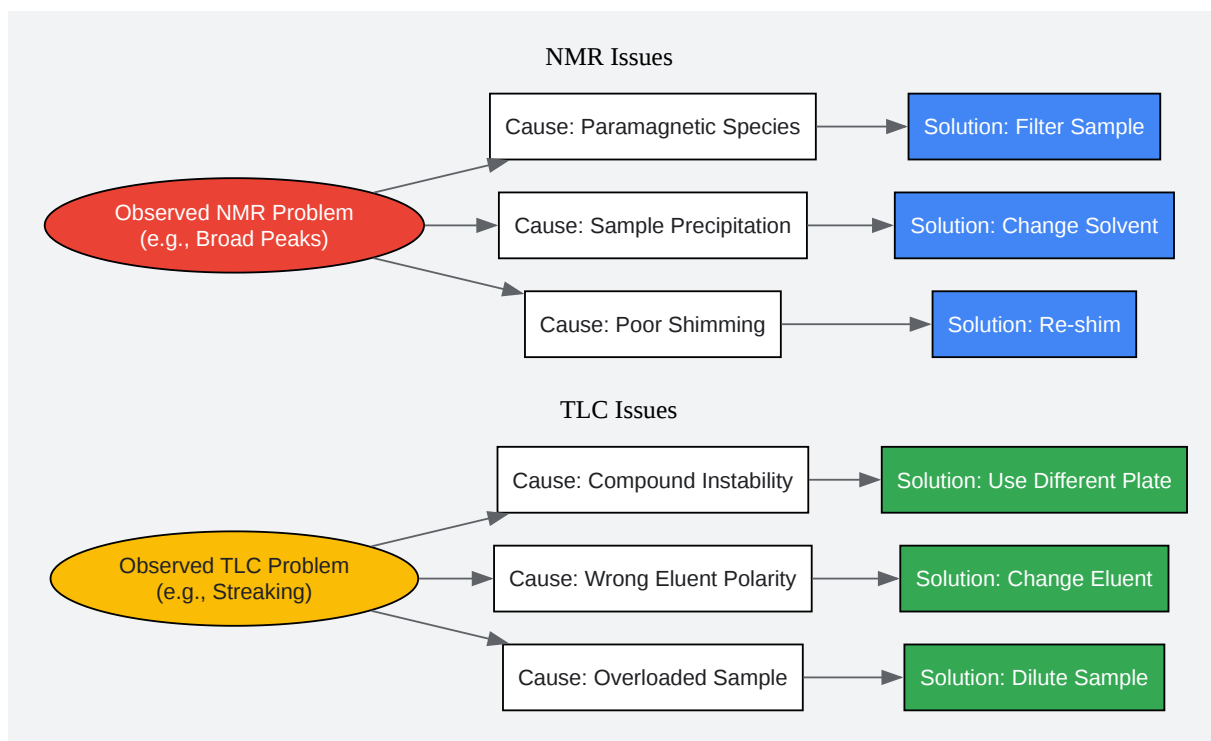 NMR Issues
Observed NMR Problem
(e.g., Broad Peaks)
Cause: Paramagnetic Species
Solution: Filter Sample
Cause: Sample Precipitation
Solution: Change Solvent
Cause: Poor Shimming
Solution: Re-shim
TLC Issues
Observed TLC Problem
(e.g., Streaking)
Cause: Compound Instability
Solution: Use Different Plate
Cause: Wrong Eluent Polarity
Solution: Change Eluent
Cause: Overloaded Sample
Solution: Dilute Sample